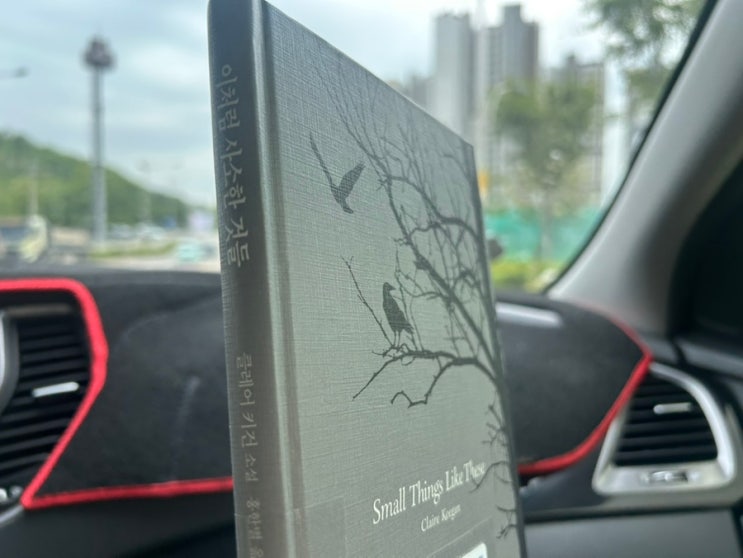 이처럼 사소한 것들
클레어 키건 소설 홍한별 옮
Small Things Like These
Claire Keegan